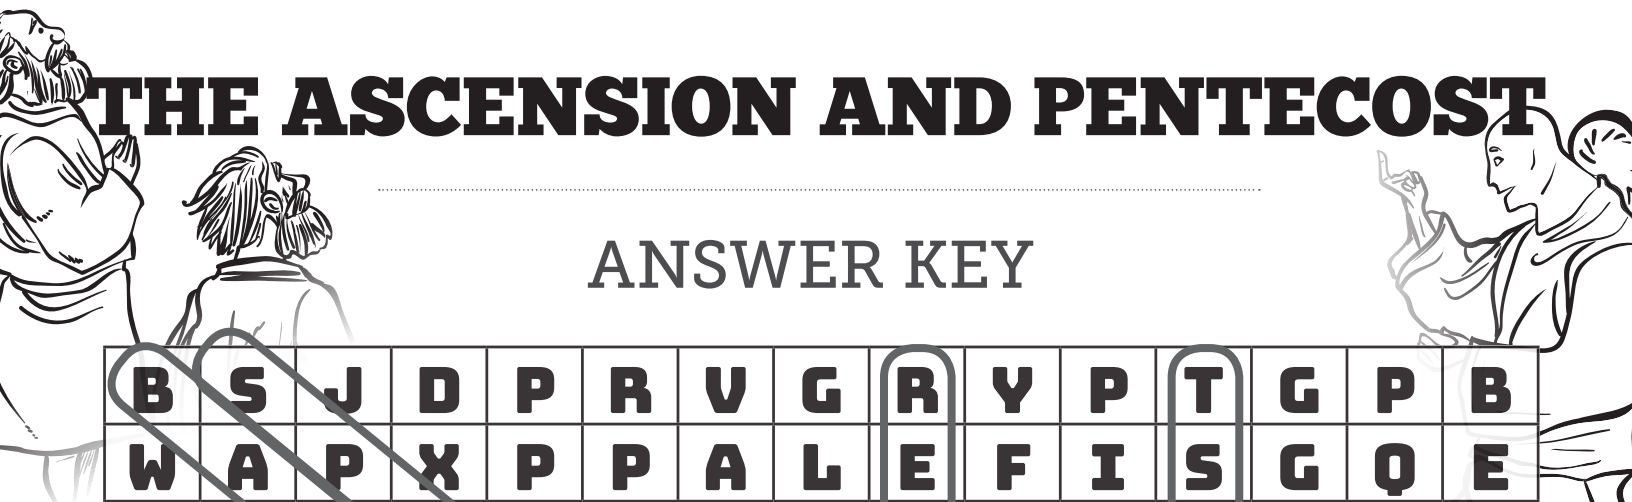 THE ASCENSION AND PENTECOST
ANSWER KEY
B S J D P R V G R Y P T G P B
W A P X P P A L E F I S G Q E